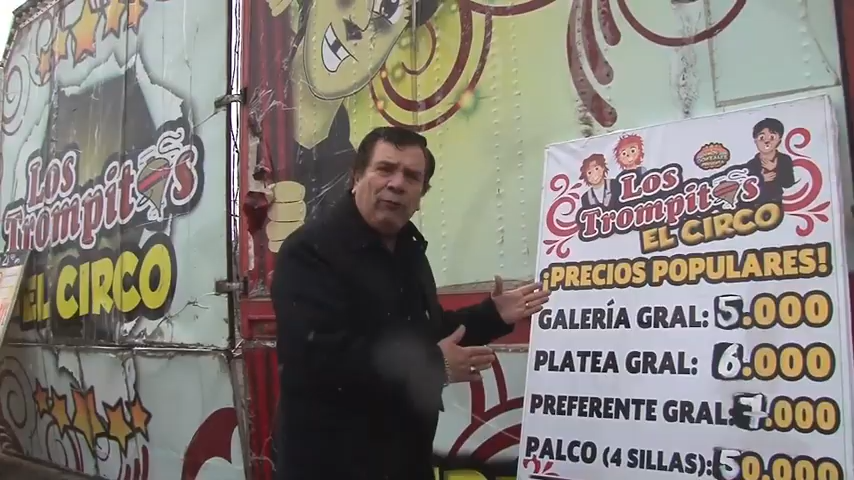 Los
Trompitos
EL CIRCO
Los
Trompitos
EL CIRCO
¡PRECIOS POPULARES!
GALERÍA GRAL: 5.000
PLATEA GRAL: 6.000
PREFERENTE GRAL: 7.000
PALCO (4 SILLAS): 50.000